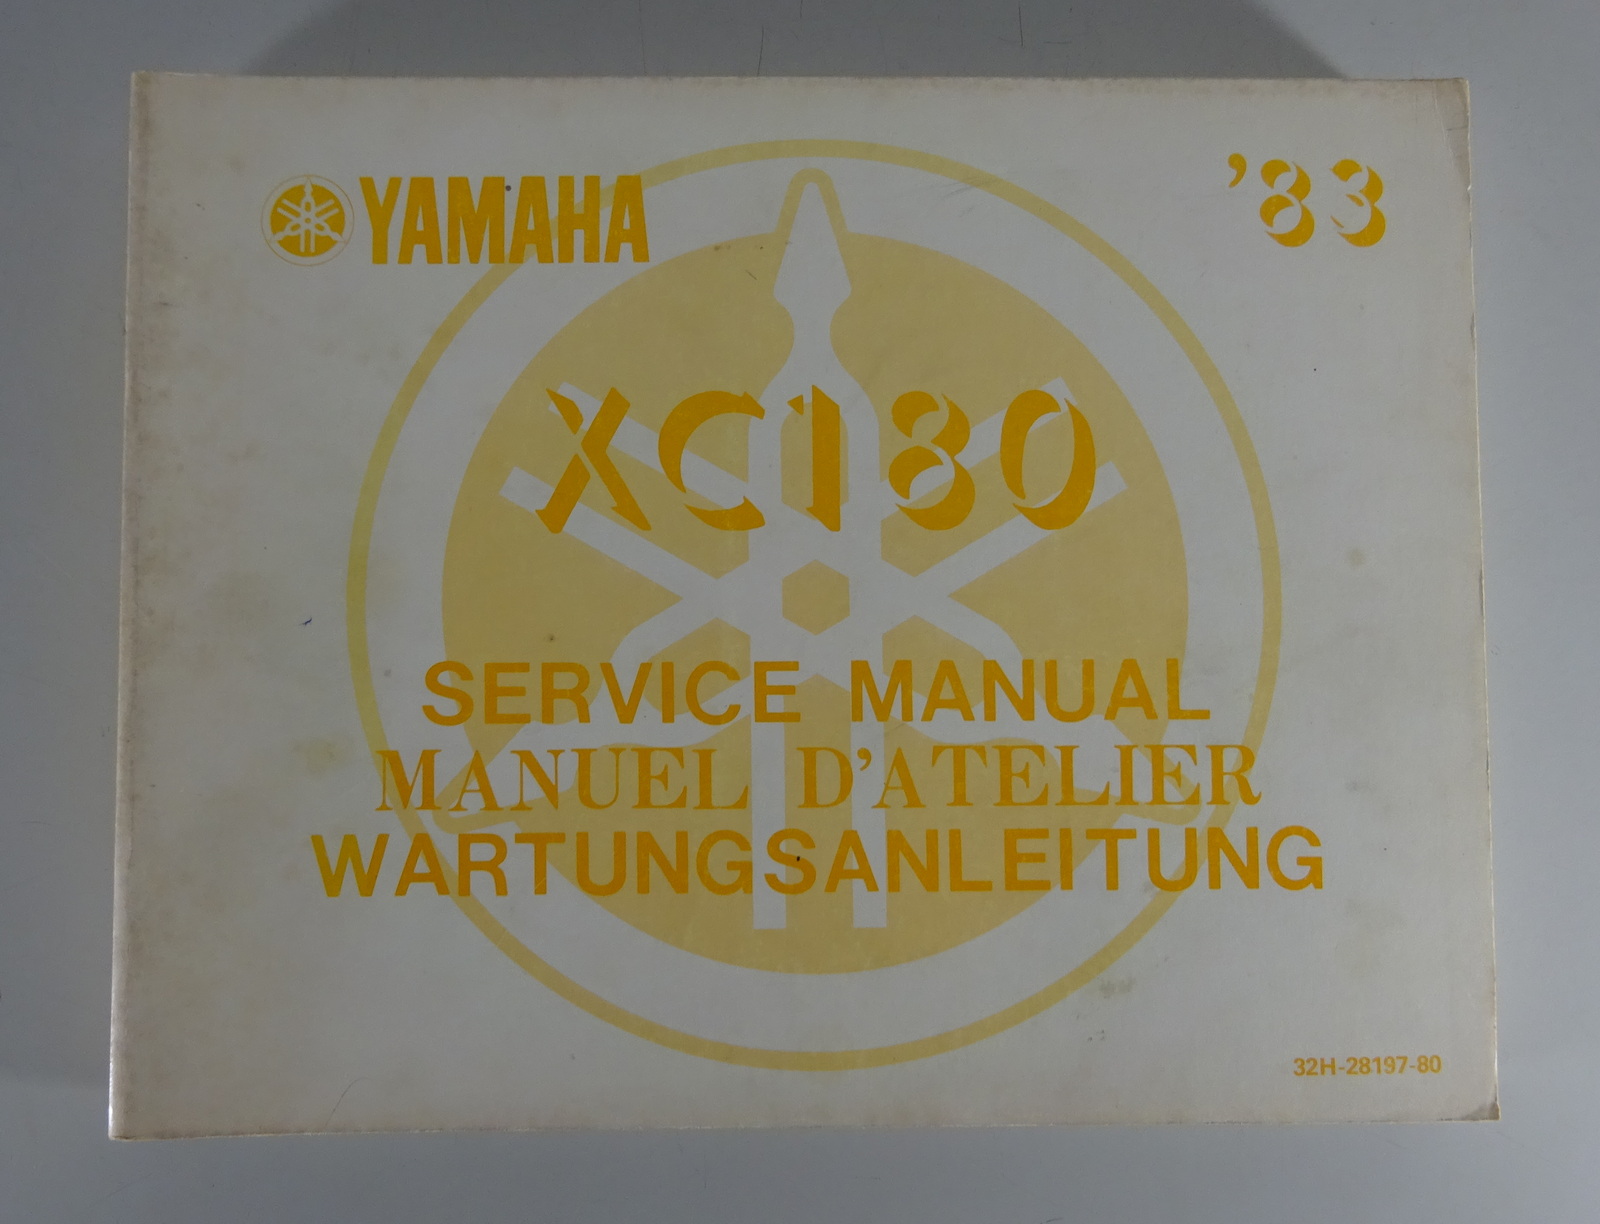 YAMAHA
'83
XC180
SERVICE MANUAL
MANUEL D'ATELIER
WARTUNGSANLEITUNG
32H-28197-80